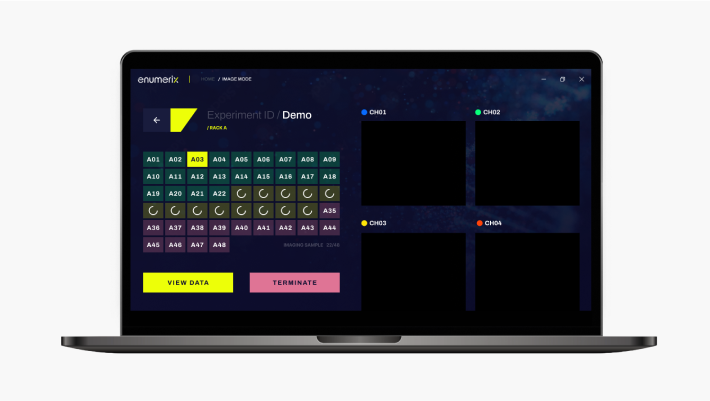 enumerix | HOME / IMAGE MODE
Experiment ID / Demo
/ RACK A
A01 A02 A03 A04 A05 A06 A07 A08 A09
A10 A11 A12 A13 A14 A15 A16 A17 A18
A19 A20 A21 A22
A35
A36 A37 A38 A39 A40 A41 A42 A43 A44
A45 A46 A47 A48
IMAGING SAMPLE 22/48
VIEW DATA
TERMINATE
CH01
CH02
CH03
CH04